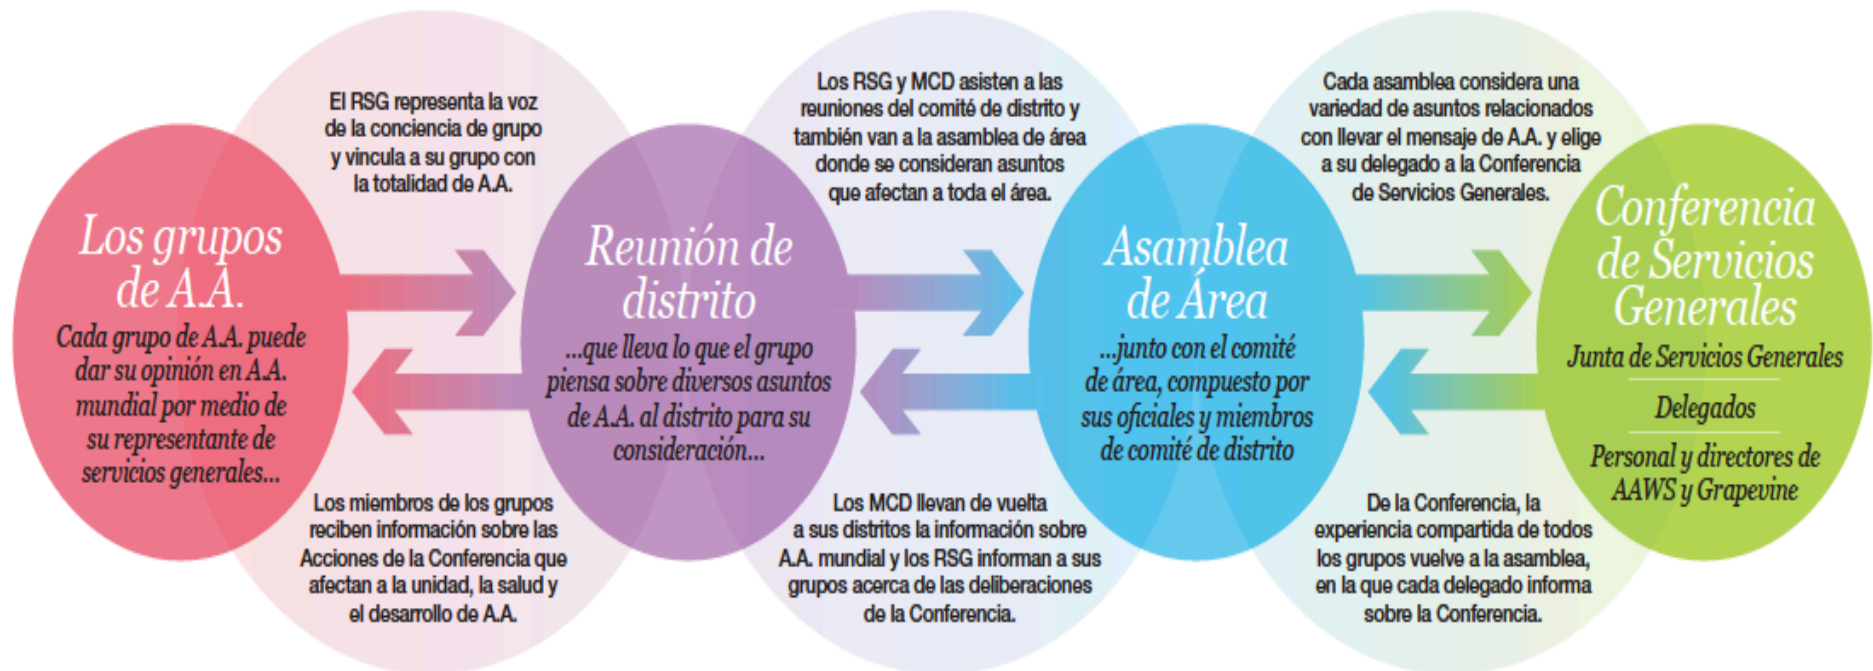 Los grupos
de A.A.
Cada grupo de A.A. puede
dar su opinión en A.A.
mundial por medio de
su representante de
servicios generales...
El RSG representa la voz
de la conciencia de grupo
y vincula a su grupo con
la totalidad de A.A.
Los miembros de los grupos
reciben información sobre las
Acciones de la Conferencia que
afectan a la unidad, la salud y
el desarrollo de A.A.
Reunión de
distrito
...que lleva lo que el grupo
piensa sobre diversos asuntos
de A.A. al distrito para su
consideración...
Los RSG y MCD asisten a las
reuniones del comité de distrito y
también van a la asamblea de área
donde se consideran asuntos
que afectan a toda el área.
Los MCD llevan de vuelta
a sus distritos la información sobre
A.A. mundial y los RSG informan a sus
grupos acerca de las deliberaciones
de la Conferencia.
Asamblea
de Área
...junto con el comité
de área, compuesto por
sus oficiales y miembros
de comité de distrito
Cada asamblea considera una
variedad de asuntos relacionados
con llevar el mensaje de A.A. y elige
a su delegado a la Conferencia
de Servicios Generales.
De la Conferencia, la
experiencia compartida de todos
los grupos vuelve a la asamblea,
en la que cada delegado informa
sobre la Conferencia.
Conferencia
de Servicios
Generales
Junta de Servicios Generales
Delegados
Personal y directores de
AAWS y Grapevine